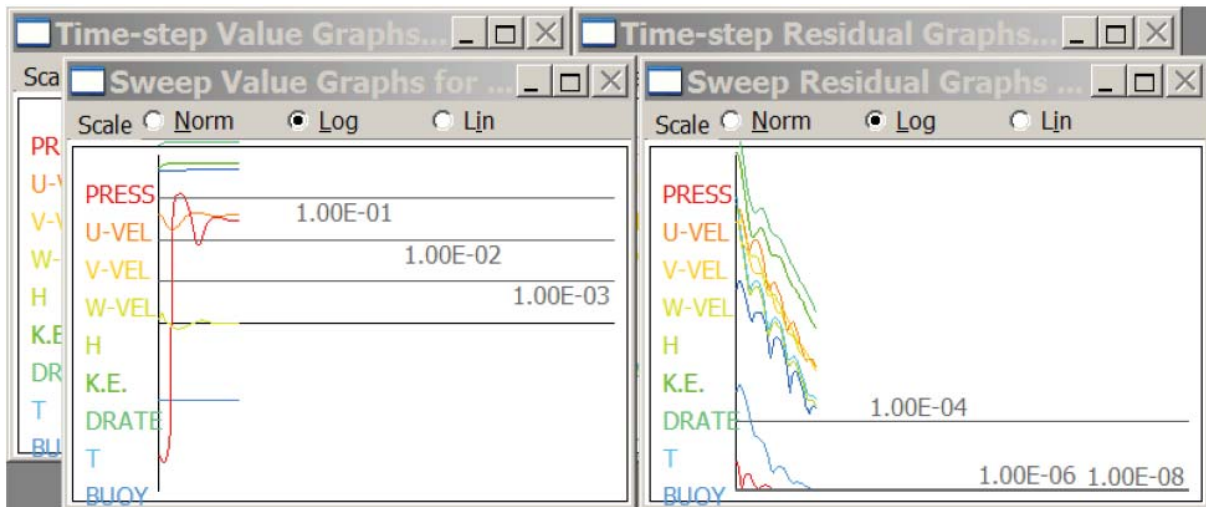 Time-step Value Graphs...
Time-step Residual Graphs...
Sca
Sweep Value Graphs for ...
Sweep Residual Graphs ...
Scale Norm Log Lin
Scale Norm Log Lin
PR
U-V
V-V
W-
H
K.E
DR
T
BU
PRESS
U-VEL
V-VEL
W-VEL
H
K.E.
DRATE
T
BUOY
1.00E-01
1.00E-02
1.00E-03
PRESS
U-VEL
V-VEL
W-VEL
H
K.E.
DRATE
T
BUOY
1.00E-04
1.00E-06 1.00E-08